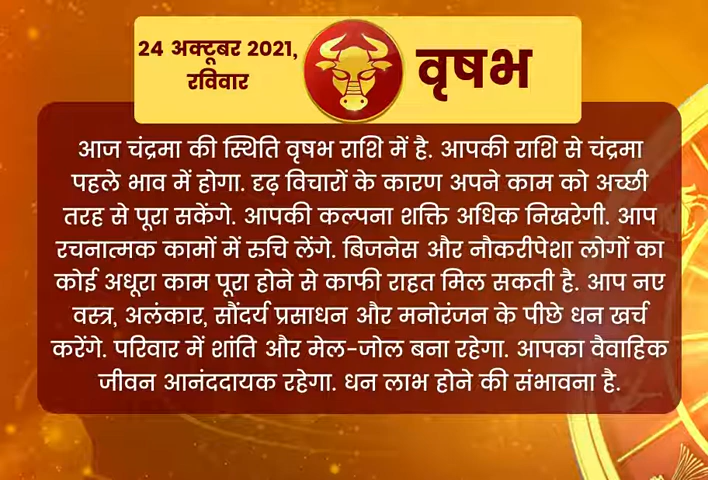 24 अक्टूबर 2021,
रविवार
वृषभ
आज चंद्रमा की स्थिति वृषभ राशि में है. आपकी राशि से चंद्रमा
पहले भाव में होगा. दृढ़ विचारों के कारण अपने काम को अच्छी
तरह से पूरा सकेंगे. आपकी कल्पना शक्ति अधिक निखरेगी. आप
रचनात्मक कामों में रुचि लेंगे. बिजनेस और नौकरीपेशा लोगों का
कोई अधूरा काम पूरा होने से काफी राहत मिल सकती है. आप नए
वस्त्र, अलंकार, सौंदर्य प्रसाधन और मनोरंजन के पीछे धन खर्च
करेंगे. परिवार में शांति और मेल-जोल बना रहेगा. आपका वैवाहिक
जीवन आनंददायक रहेगा. धन लाभ होने की संभावना है.